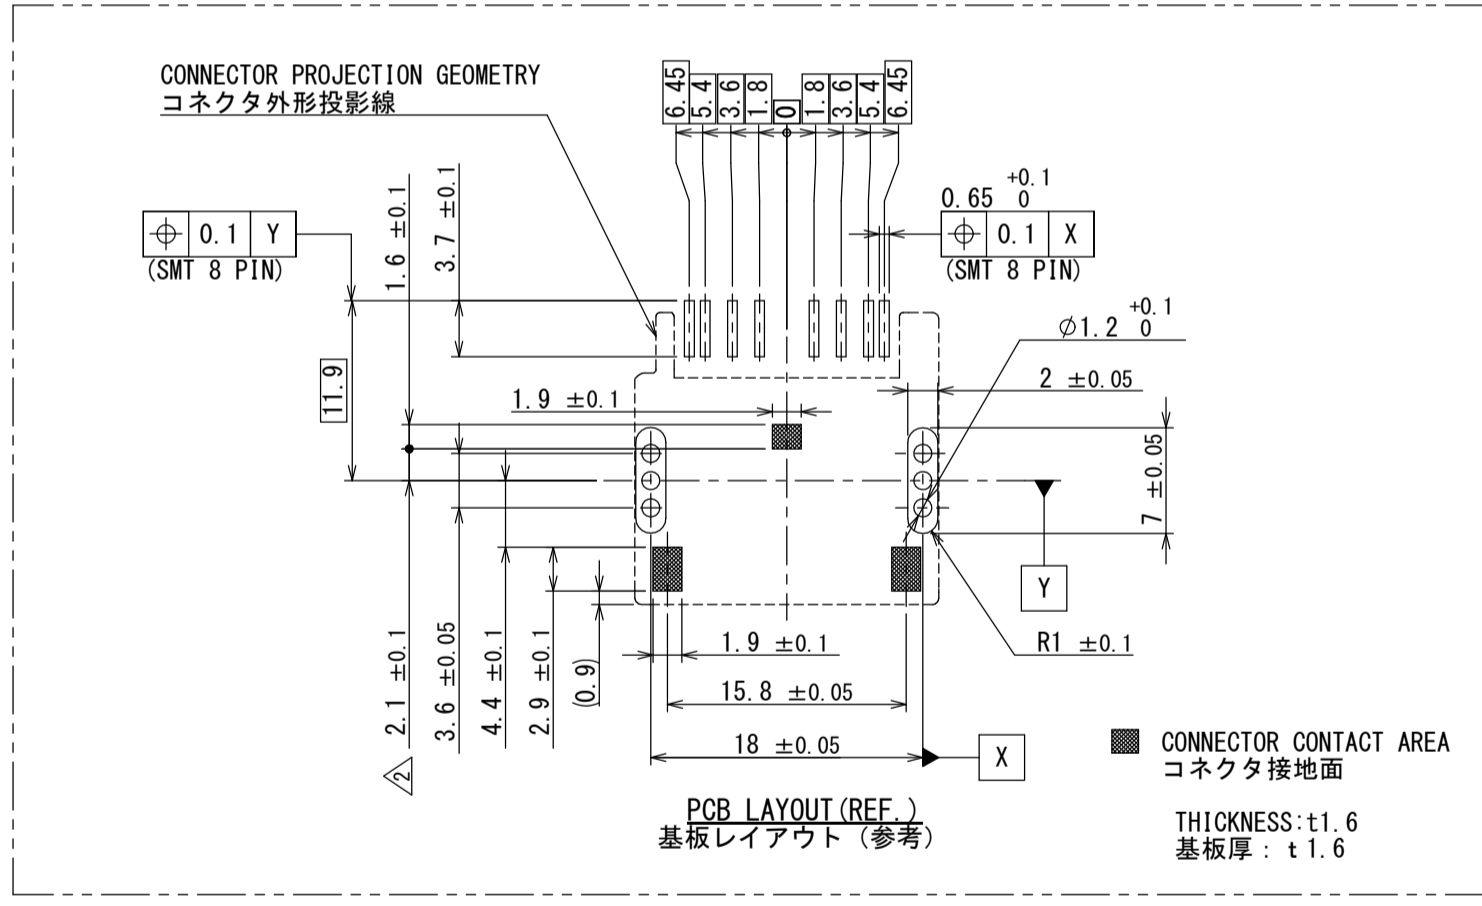 CONNECTOR PROJECTION GEOMETRY
コネクタ外形投影線
6.45
5.4
3.6
1.8
0
1.8
3.6
5.4
6.45
0.1 Y
(SMT 8 PIN)
1.6 ±0.1
3.7 ±0.1
0.65 +0.1 0
0.1 X
(SMT 8 PIN)
11.9
∅1.2 +0.1 0
2 ±0.05
1.9 ±0.1
7 ±0.05
Y
R1 ±0.1
2.1 ±0.1
3.6 ±0.05
4.4 ±0.1
2.9 ±0.1
(0.9)
1.9 ±0.1
15.8 ±0.05
18 ±0.05
X
2
CONNECTOR CONTACT AREA
コネクタ接地面
PCB LAYOUT(REF.)
基板レイアウト (参考)
THICKNESS:t1.6
基板厚: t1.6